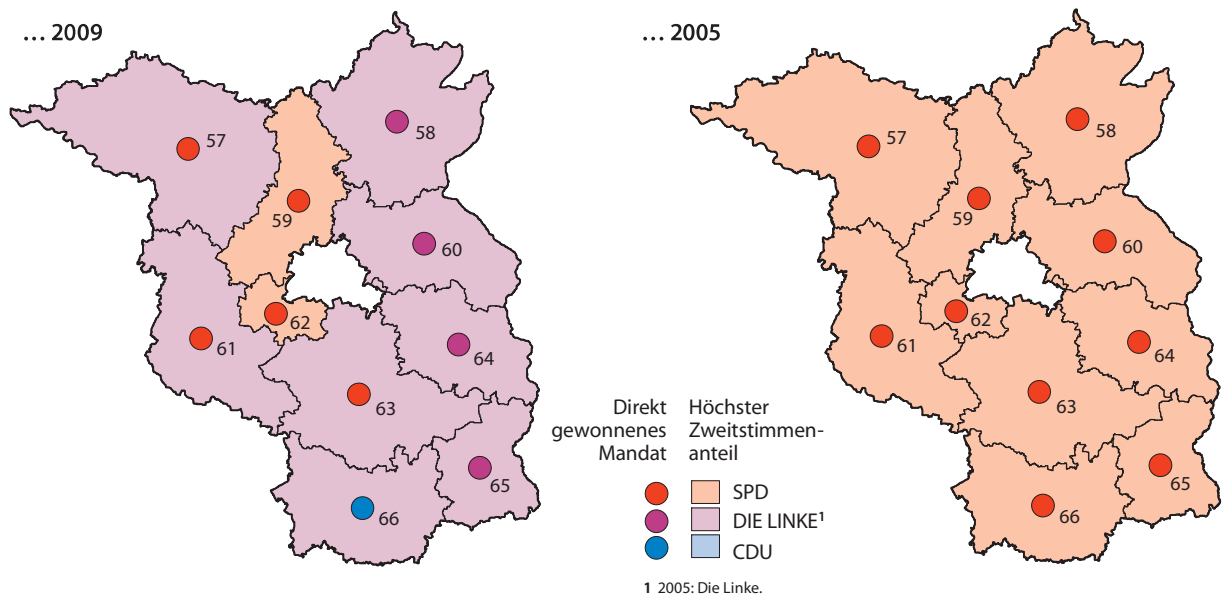 ... 2009
57
58
59
60
61
62
63
64
65
66
... 2005
57
58
59
60
61
62
63
64
65
66
Direkt
gewonnenes
Mandat
Höchster
Zweitstimmen-
anteil
SPD
DIE LINKE¹
CDU
1 2005: Die Linke.